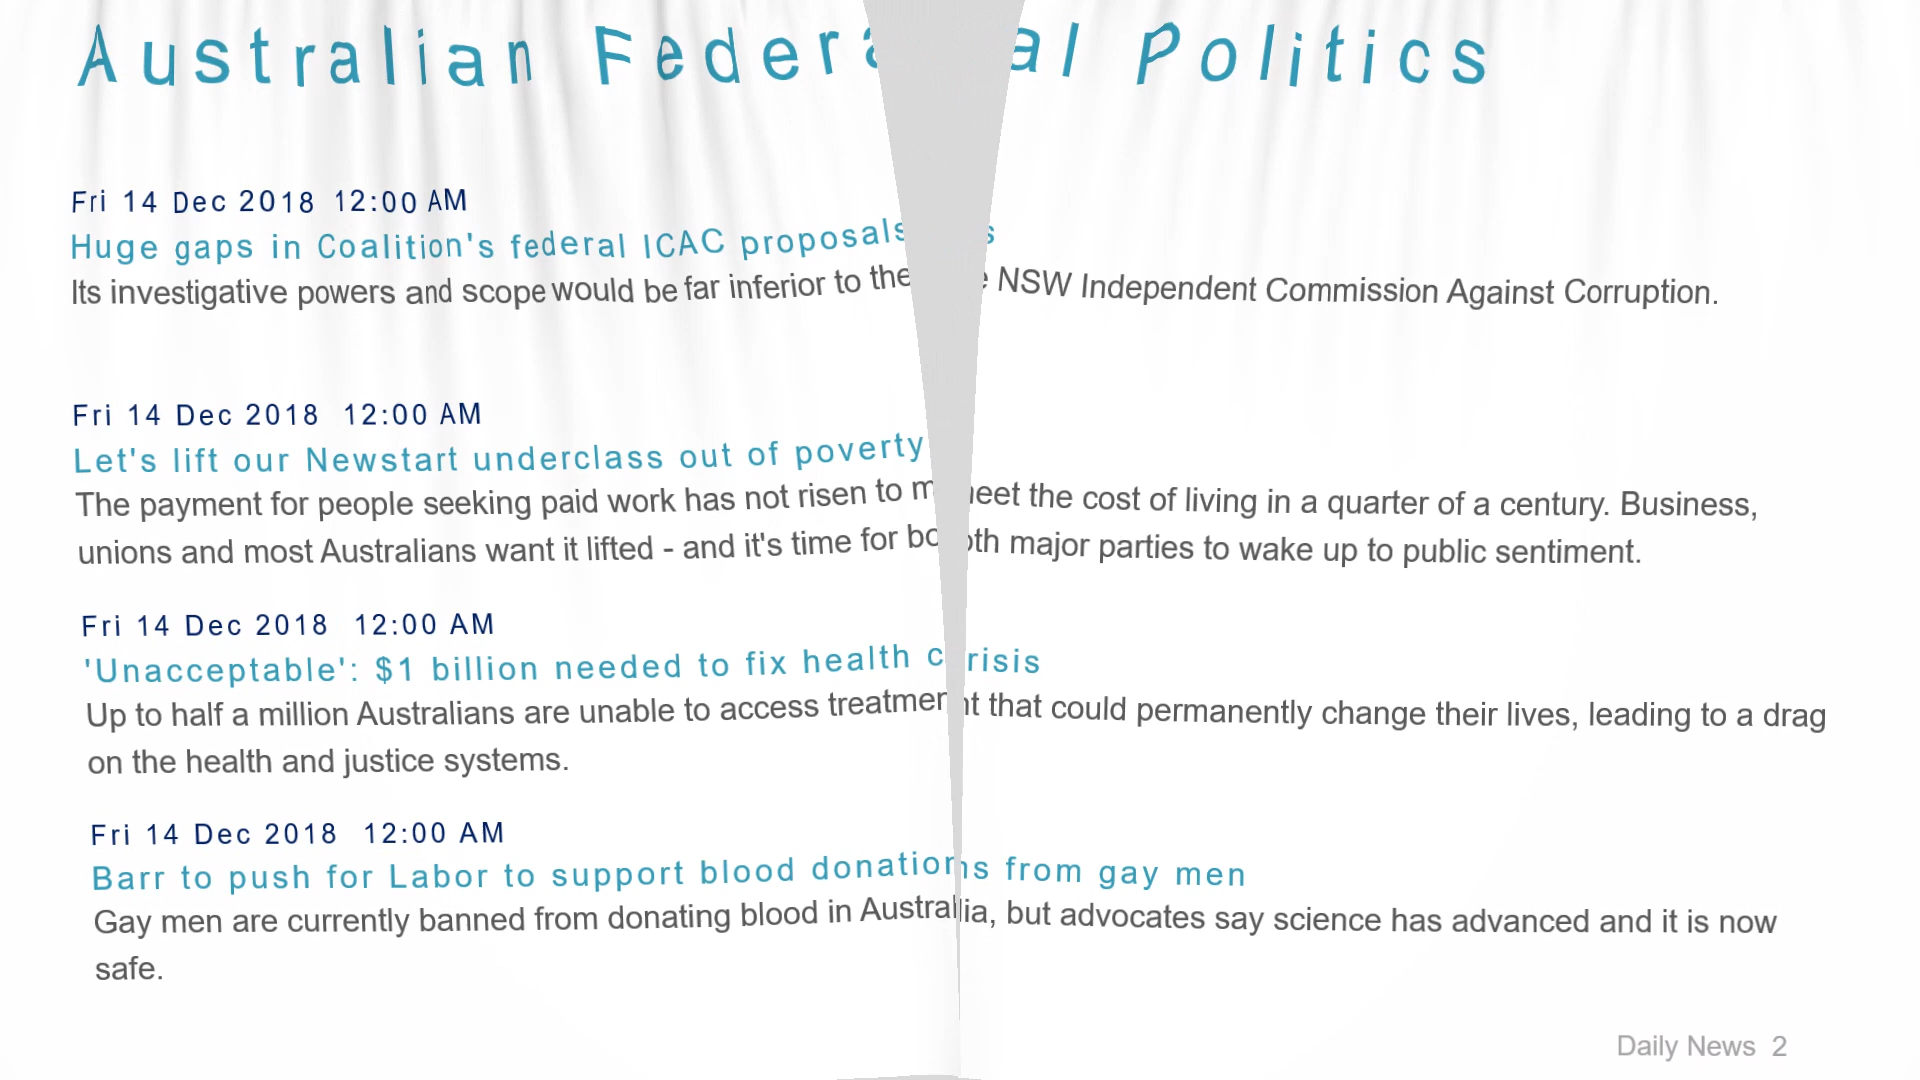 Australian Federal Politics
Fri 14 Dec 2018 12:00 AM
Huge gaps in Coalition's federal ICAC proposals
Its investigative powers and scope would be far inferior to the NSW Independent Commission Against Corruption.
Fri 14 Dec 2018 12:00 AM
Let's lift our Newstart underclass out of poverty
The payment for people seeking paid work has not risen to meet the cost of living in a quarter of a century. Business,
unions and most Australians want it lifted - and it's time for both major parties to wake up to public sentiment.
Fri 14 Dec 2018 12:00 AM
'Unacceptable': $1 billion needed to fix health crisis
Up to half a million Australians are unable to access treatment that could permanently change their lives, leading to a drag
on the health and justice systems.
Fri 14 Dec 2018 12:00 AM
Barr to push for Labor to support blood donations from gay men
Gay men are currently banned from donating blood in Australia, but advocates say science has advanced and it is now
safe.
Daily News 2